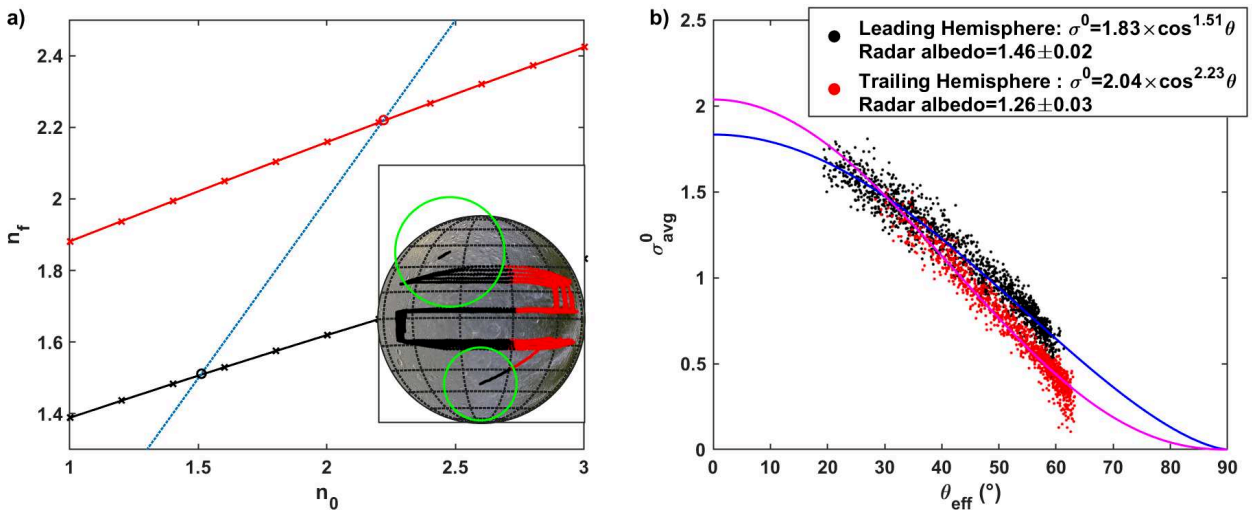 a)
2.4
2.2
2
1.8
1.6
1.4
n_f
1
1.5
2
2.5
3
n_0
b)
2.5
2
1.5
1
0.5
0
σ^0_avg
Leading Hemisphere: σ^0=1.83×cos^1.51θ
Radar albedo=1.46±0.02
Trailing Hemisphere : σ^0=2.04×cos^2.23θ
Radar albedo=1.26±0.03
0
10
20
30
40
50
60
70
80
90
θ_eff (°)